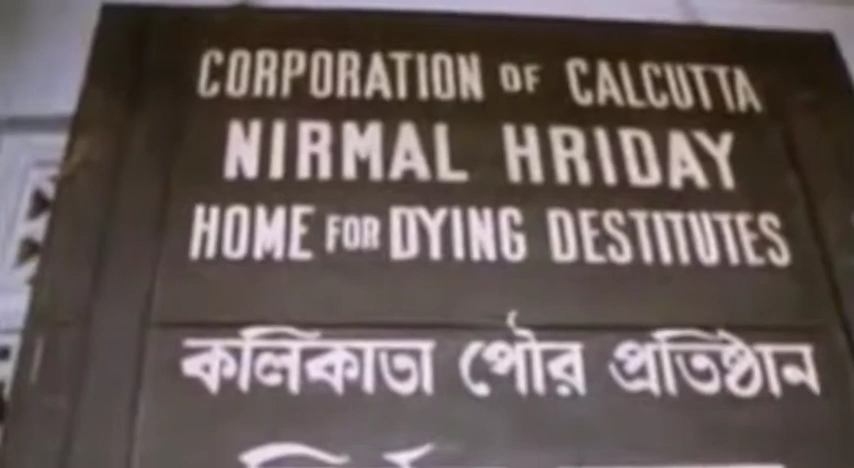 CORPORATION OF CALCUTTA
NIRMAL HRIDAY
HOME FOR DYING DESTITUTES
কলিকাতা পৌর প্রতিষ্ঠান